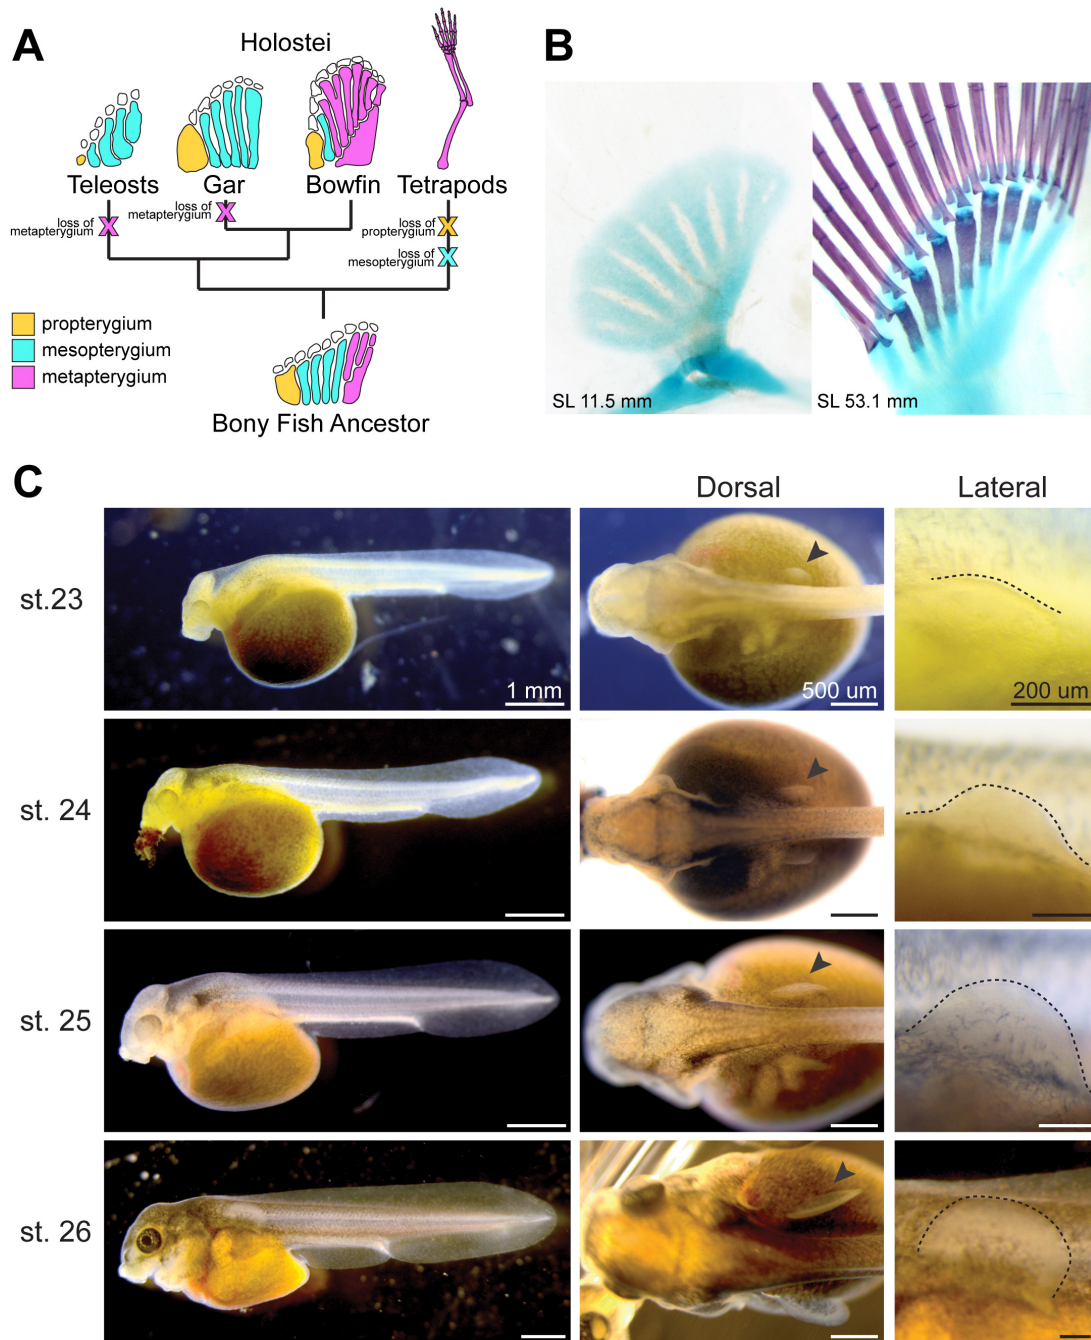 A
Holostei
Teleosts
Gar
Bowfin
Tetrapods
loss of
metapterygium
loss of
metapterygium
loss of
propterygium
loss of
mesopterygium
propterygium
mesopterygium
metapterygium
Bony Fish Ancestor
B
SL 11.5 mm
SL 53.1 mm
C
Dorsal
Lateral
st.23
1 mm
500 um
200 um
st. 24
st. 25
st. 26